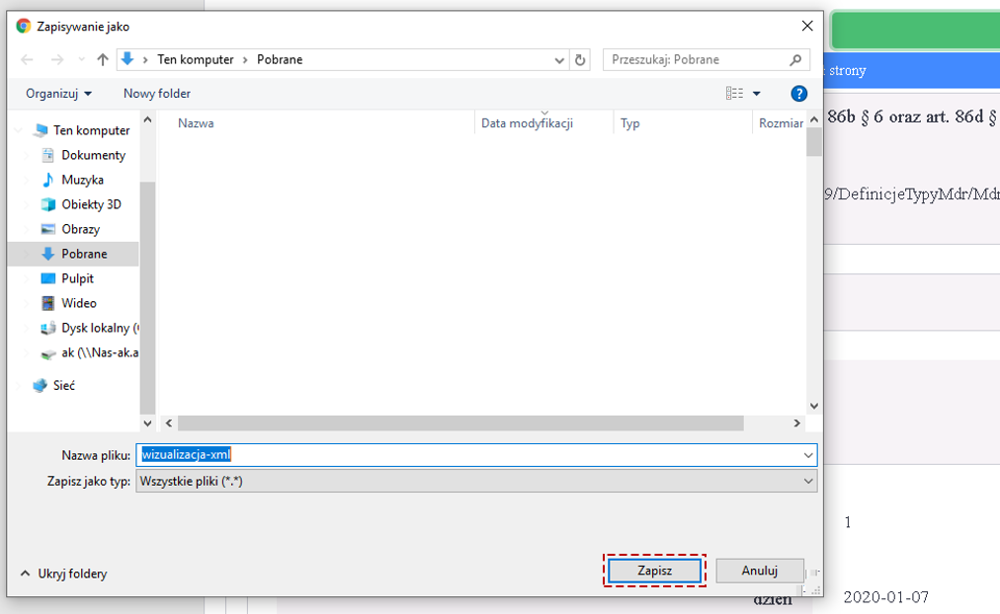 Zapisywanie jako
Ten komputer > Pobrane
Przeszukaj: Pobrane
Organizuj
Nowy folder
?
Nazwa
Data modyfikacji
Typ
Rozmiar
Ten komputer
Dokumenty
Muzyka
Obiekty 3D
Obrazy
Pobrane
Pulpit
Wideo
Dysk lokalny (
ak (\\Nas-ak.a
Sieć
Nazwa pliku: wizualizacja-xml
Zapisz jako typ: Wszystkie pliki (*.*)
Ukryj foldery
Zapisz
Anuluj
strony
86b § 6 oraz art. 86d §
9/DefinicjeTypyMdr/Mdr
1
dzień 2020-01-07